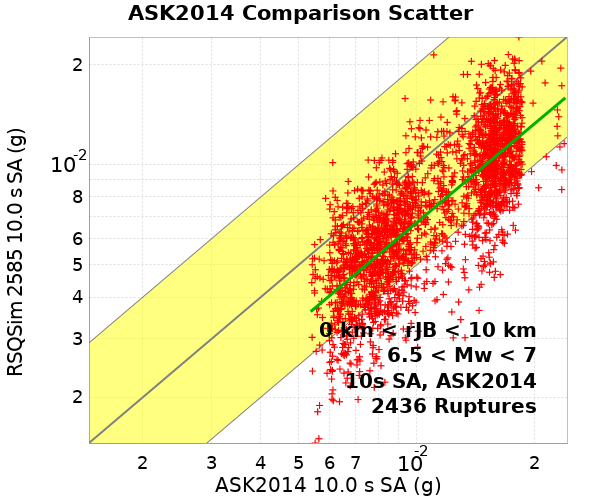 ASK2014 Comparison Scatter
RSQSim 2585 10.0 s SA (g)
2
10-2
8
6
5
4
3
2
0 km < rJB < 10 km
6.5 < Mw < 7
10s SA, ASK2014
2436 Ruptures
2 3 4 5 6 7 10-2 2
ASK2014 10.0 s SA (g)